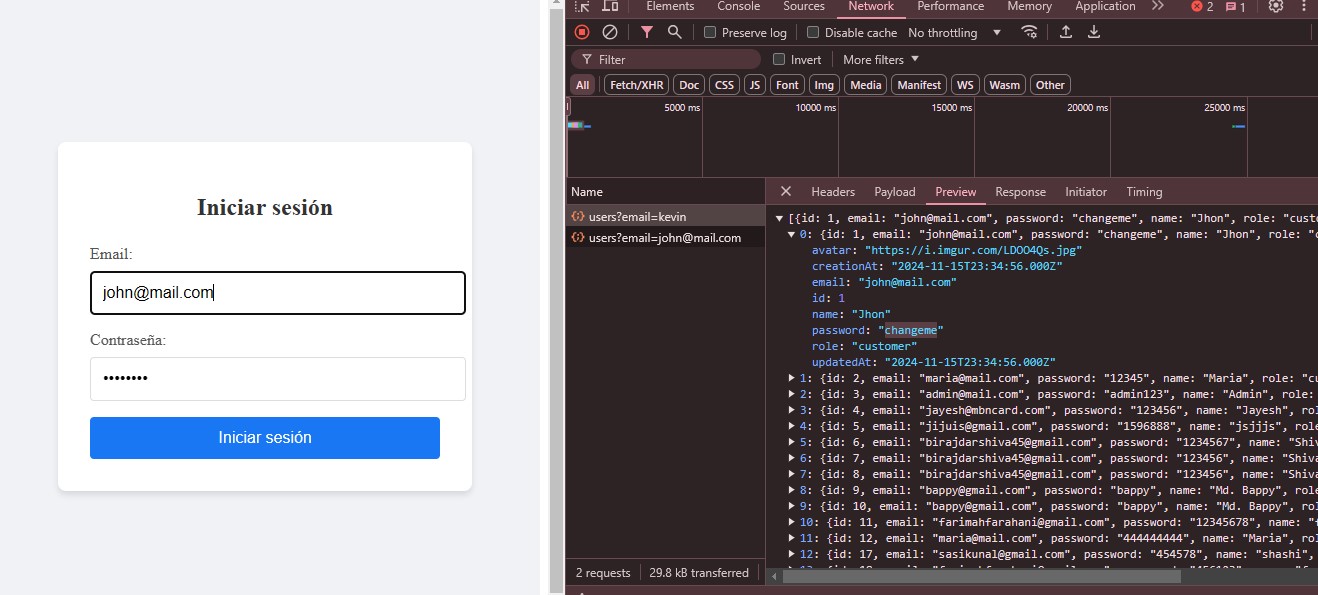 Iniciar sesión
Email:
john@mail.com
Contraseña:
••••••••
Iniciar sesión
Elements Console Sources Network Performance Memory Application 2 1
Preserve log Disable cache No throttling
Filter Invert More filters
All Fetch/XHR Doc CSS JS Font Img Media Manifest WS Wasm Other
5000 ms 10000 ms 15000 ms 20000 ms 25000 ms
Name
users?email=kevin
users?email=john@mail.com
2 requests 29.8 kB transferred
Headers Payload Preview Response Initiator Timing
[{id: 1, email: "john@mail.com", password: "changeme", name: "Jhon", role: "custo
0: {id: 1, email: "john@mail.com", password: "changeme", name: "Jhon", role: "c
avatar: "https://i.imgur.com/LDOO4Qs.jpg"
creationAt: "2024-11-15T23:34:56.000Z"
email: "john@mail.com"
id: 1
name: "Jhon"
password: "changeme"
role: "customer"
updatedAt: "2024-11-15T23:34:56.000Z"
1: {id: 2, email: "maria@mail.com", password: "12345", name: "Maria", role: "cu
2: {id: 3, email: "admin@mail.com", password: "admin123", name: "Admin", role:
3: {id: 4, email: "jayesh@mbncard.com", password: "123456", name: "Jayesh", rol
4: {id: 5, email: "jijuis@gmail.com", password: "1596888", name: "jsjjjs", role
5: {id: 6, email: "birajdarshiva45@gmail.com", password: "1234567", name: "Shiv
6: {id: 7, email: "birajdarshiva45@gmail.com", password: "123456", name: "Shiva
7: {id: 8, email: "birajdarshiva45@gmail.com", password: "123456", name: "Shiva
8: {id: 9, email: "bappy@gmail.com", password: "bappy", name: "Md. Bappy", role
9: {id: 10, email: "bappy@gmail.com", password: "bappy", name: "Md. Bappy", rol
10: {id: 11, email: "farimahfarahani@gmail.com", password: "12345678", name: "f
11: {id: 12, email: "maria@mail.com", password: "444444444", name: "Maria", rol
12: {id: 17, email: "sasikunal@gmail.com", password: "454578", name: "shashi",